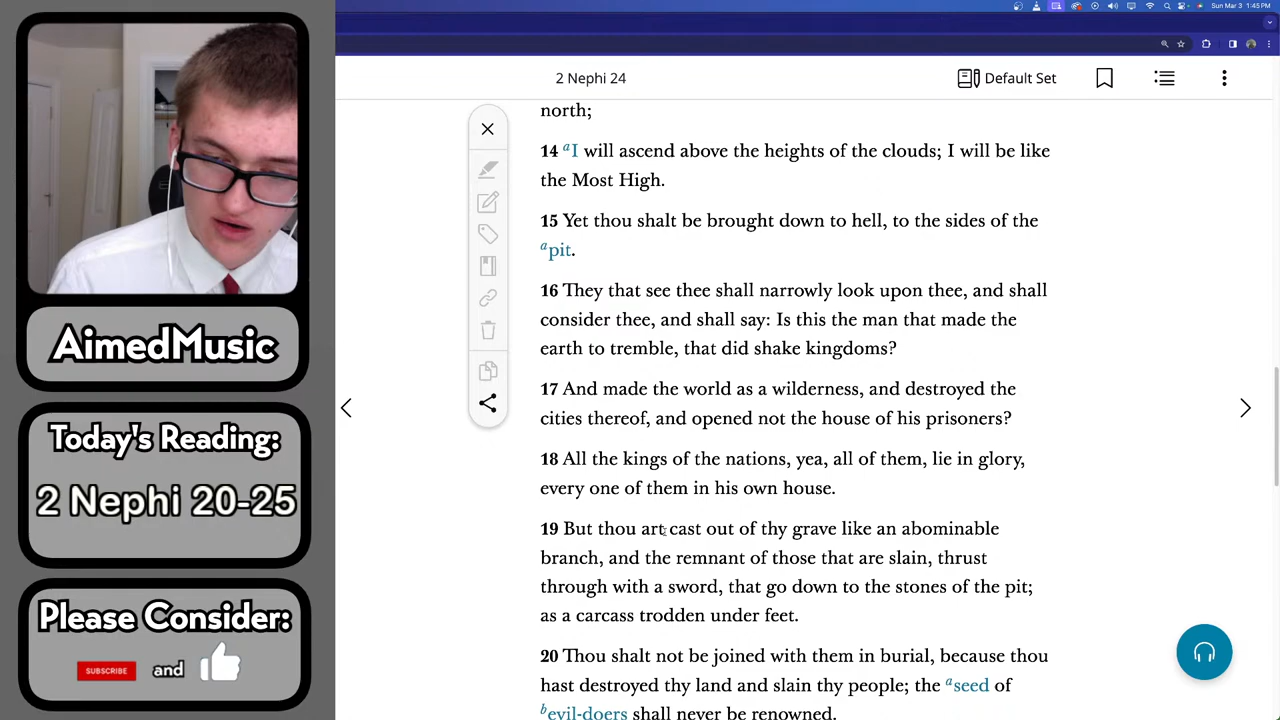 Sun Mar 3 1:45 PM
2 Nephi 24
Default Set
north;
14 aI will ascend above the heights of the clouds; I will be like
the Most High.
15 Yet thou shalt be brought down to hell, to the sides of the
apit.
16 They that see thee shall narrowly look upon thee, and shall
consider thee, and shall say: Is this the man that made the
earth to tremble, that did shake kingdoms?
17 And made the world as a wilderness, and destroyed the
cities thereof, and opened not the house of his prisoners?
18 All the kings of the nations, yea, all of them, lie in glory,
every one of them in his own house.
19 But thou art cast out of thy grave like an abominable
branch, and the remnant of those that are slain, thrust
through with a sword, that go down to the stones of the pit;
as a carcass trodden under feet.
20 Thou shalt not be joined with them in burial, because thou
hast destroyed thy land and slain thy people; the aseed of
bevil-doers shall never be renowned.
AimedMusic
Today's Reading:
2 Nephi 20-25
Please Consider:
SUBSCRIBE and